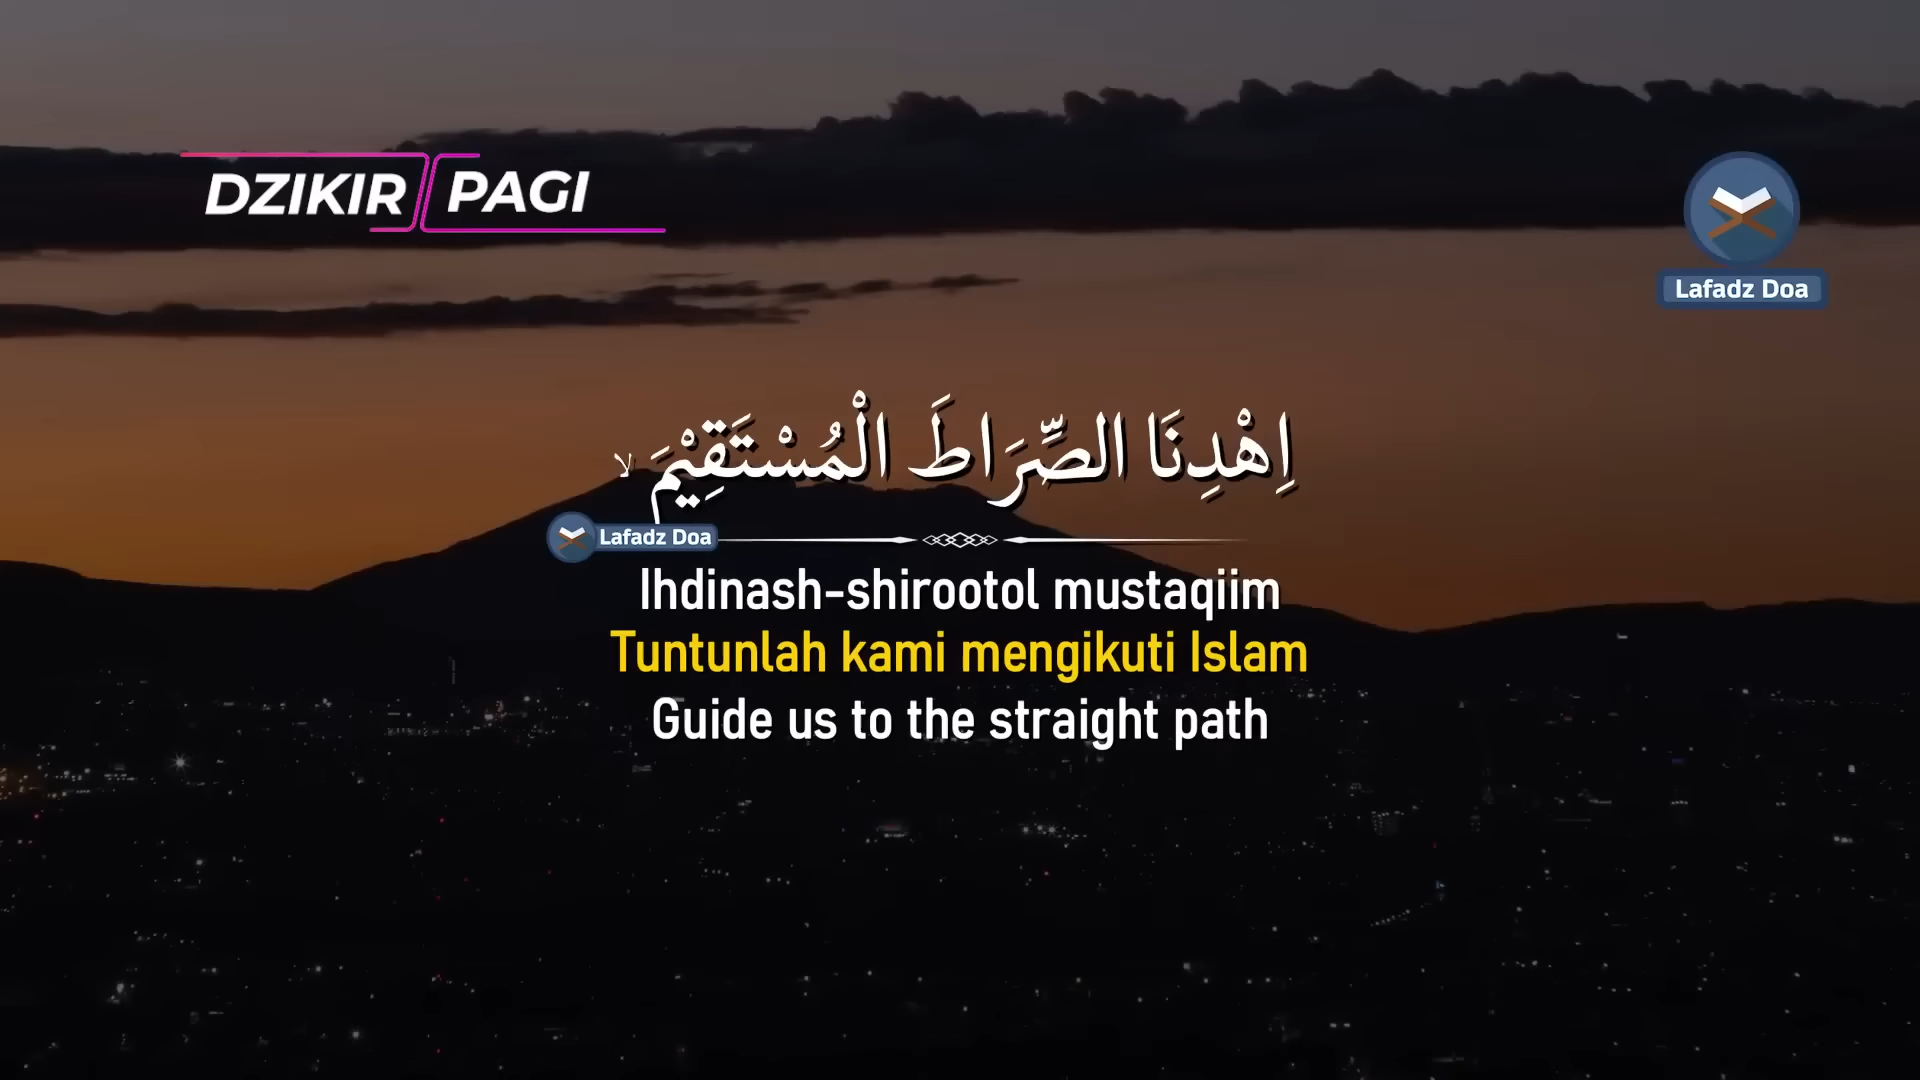 DZIKIR PAGI
Lafadz Doa
اِهْدِنَا الصِّرَاطَ الْمُسْتَقِيْمَ ۙ
Lafadz Doa
Ihdinash-shirootol mustaqiim
Tuntunlah kami mengikuti Islam
Guide us to the straight path